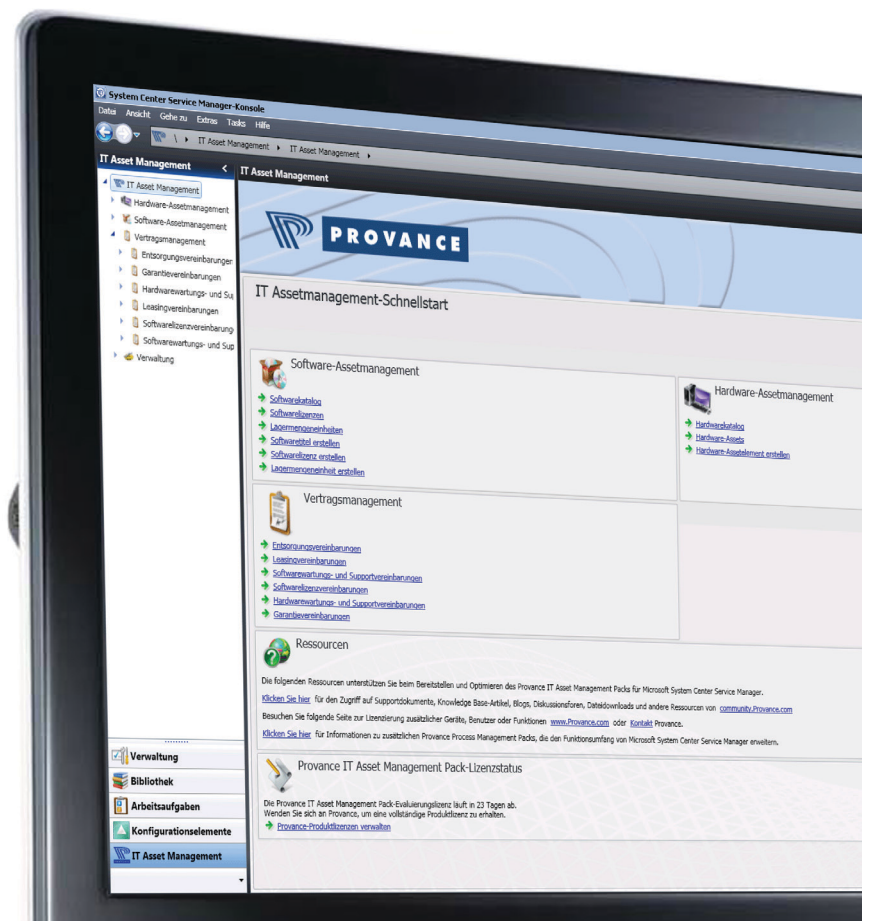 System Center Service Manager-Konsole
Datei Ansicht Gehe zu Extras Tasks Hilfe
\ IT Asset Management IT Asset Management
IT Asset Management
IT Asset Management
Hardware-Assetmanagement
Software-Assetmanagement
Vertragsmanagement
Entsorgungsvereinbarunger
Garantievereinbarungen
Hardwarewartungs- und Su
Leasingvereinbarungen
Softwarelizenzvereinbarung
Softwarewartungs- und Sup
Verwaltung
Verwaltung
Bibliothek
Arbeitsaufgaben
Konfigurationselemente
IT Asset Management
IT Asset Management
PROVANCE
IT Assetmanagement-Schnellstart
Software-Assetmanagement
Softwarekatalog
Softwarelizenzen
Lagermengeneinheiten
Softwaretitel erstellen
Softwarelizenz erstellen
Lagermengeneinheit erstellen
Hardware-Assetmanagement
Hardwarekatalog
Hardware-Assets
Hardware-Assetelement erstellen
Vertragsmanagement
Entsorgungsvereinbarungen
Leasingvereinbarungen
Softwarewartungs- und Supportvereinbarungen
Softwarelizenzvereinbarungen
Hardwarewartungs- und Supportvereinbarungen
Garantievereinbarungen
Ressourcen
Die folgenden Ressourcen unterstützen Sie beim Bereitstellen und Optimieren des Provance IT Asset Management Packs für Microsoft System Center Service Manager.
Klicken Sie hier für den Zugriff auf Supportdokumente, Knowledge Base-Artikel, Blogs, Diskussionsforen, Dateidownloads und andere Ressourcen von community.Provance.com
Besuchen Sie folgende Seite zur Lizenzierung zusätzlicher Geräte, Benutzer oder Funktionen www.Provance.com oder Kontakt Provance.
Klicken Sie hier für Informationen zu zusätzlichen Provance Process Management Packs, die den Funktionsumfang von Microsoft System Center Service Manager erweitern.
Provance IT Asset Management Pack-Lizenzstatus
Die Provance IT Asset Management Pack-Evaluierungslizenz läuft in 23 Tagen ab.
Wenden Sie sich an Provance, um eine vollständige Produktlizenz zu erhalten.
Provance-Produktlizenzen verwalten